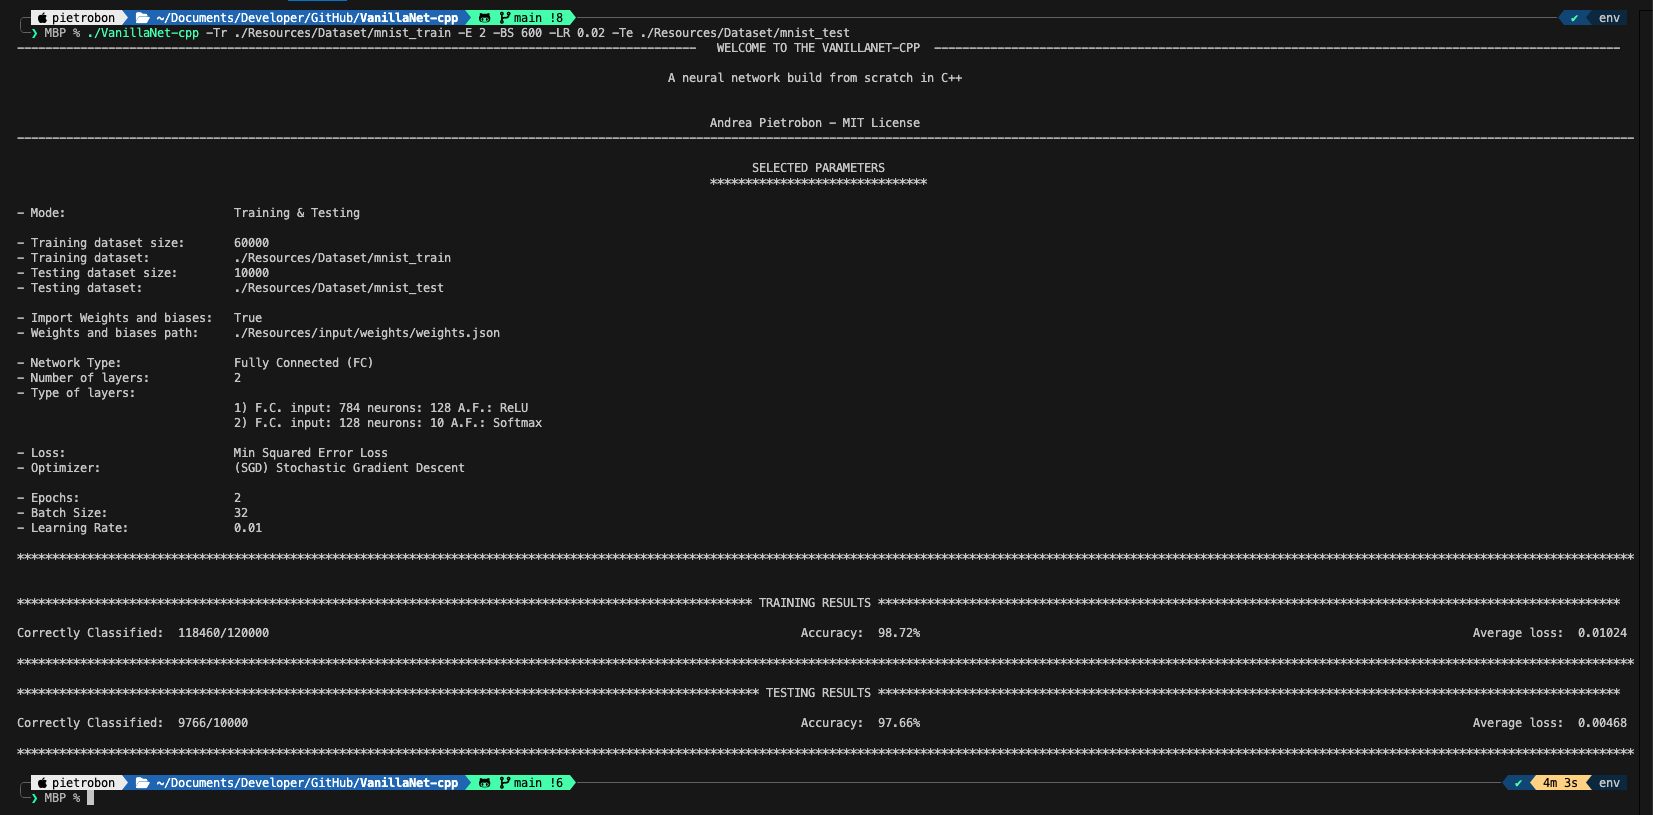 pietrobon ~/Documents/Developer/GitHub/VanillaNet-cpp main !8 ✔ env
❯ MBP % ./VanillaNet-cpp -Tr ./Resources/Dataset/mnist_train -E 2 -BS 600 -LR 0.02 -Te ./Resources/Dataset/mnist_test
WELCOME TO THE VANILLANET-CPP
A neural network build from scratch in C++
Andrea Pietrobon - MIT License
SELECTED PARAMETERS
*******************************
- Mode: Training & Testing
- Training dataset size: 60000
- Training dataset: ./Resources/Dataset/mnist_train
- Testing dataset size: 10000
- Testing dataset: ./Resources/Dataset/mnist_test
- Import Weights and biases: True
- Weights and biases path: ./Resources/input/weights/weights.json
- Network Type: Fully Connected (FC)
- Number of layers: 2
- Type of layers:
1) F.C. input: 784 neurons: 128 A.F.: ReLU
2) F.C. input: 128 neurons: 10 A.F.: Softmax
- Loss: Min Squared Error Loss
- Optimizer: (SGD) Stochastic Gradient Descent
- Epochs: 2
- Batch Size: 32
- Learning Rate: 0.01
TRAINING RESULTS
Correctly Classified: 118460/120000 Accuracy: 98.72% Average loss: 0.01024
TESTING RESULTS
Correctly Classified: 9766/10000 Accuracy: 97.66% Average loss: 0.00468
pietrobon ~/Documents/Developer/GitHub/VanillaNet-cpp main !6 ✔ 4m 3s env
❯ MBP %